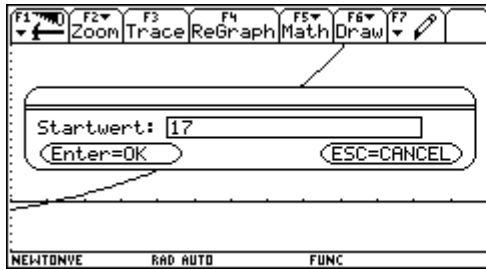 F1 F2 F3 F4 F5 F6 F7
Zoom Trace ReGraph Math Draw
Startwert: 17
Enter=OK ESC=CANCEL
NEWTONVE RAD AUTO FUNC